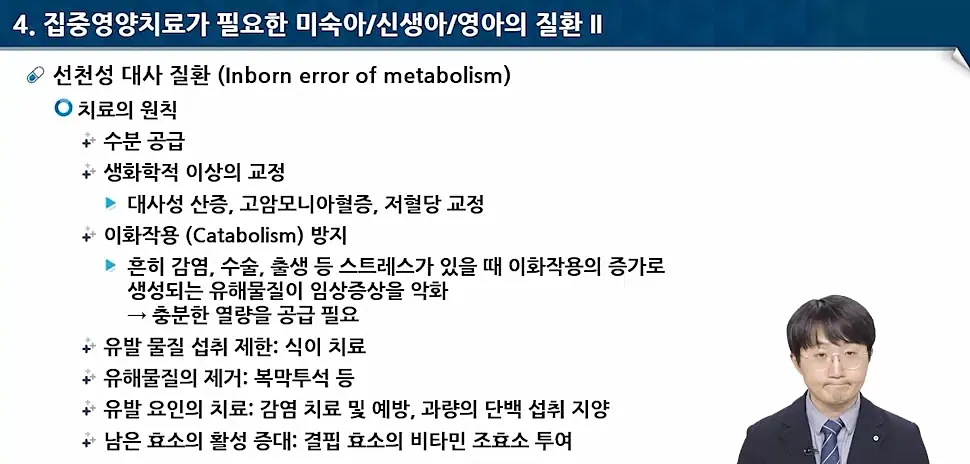 4. 집중영양치료가 필요한 미숙아/신생아/영아의 질환 II
선천성 대사 질환 (Inborn error of metabolism)
치료의 원칙
수분 공급
생화학적 이상의 교정
대사성 산증, 고암모니아혈증, 저혈당 교정
이화작용 (Catabolism) 방지
흔히 감염, 수술, 출생 등 스트레스가 있을 때 이화작용의 증가로
생성되는 유해물질이 임상증상을 악화
→ 충분한 열량을 공급 필요
유발 물질 섭취 제한: 식이 치료
유해물질의 제거: 복막투석 등
유발 요인의 치료: 감염 치료 및 예방, 과량의 단백 섭취 지양
남은 효소의 활성 증대: 결핍 효소의 비타민 조효소 투여